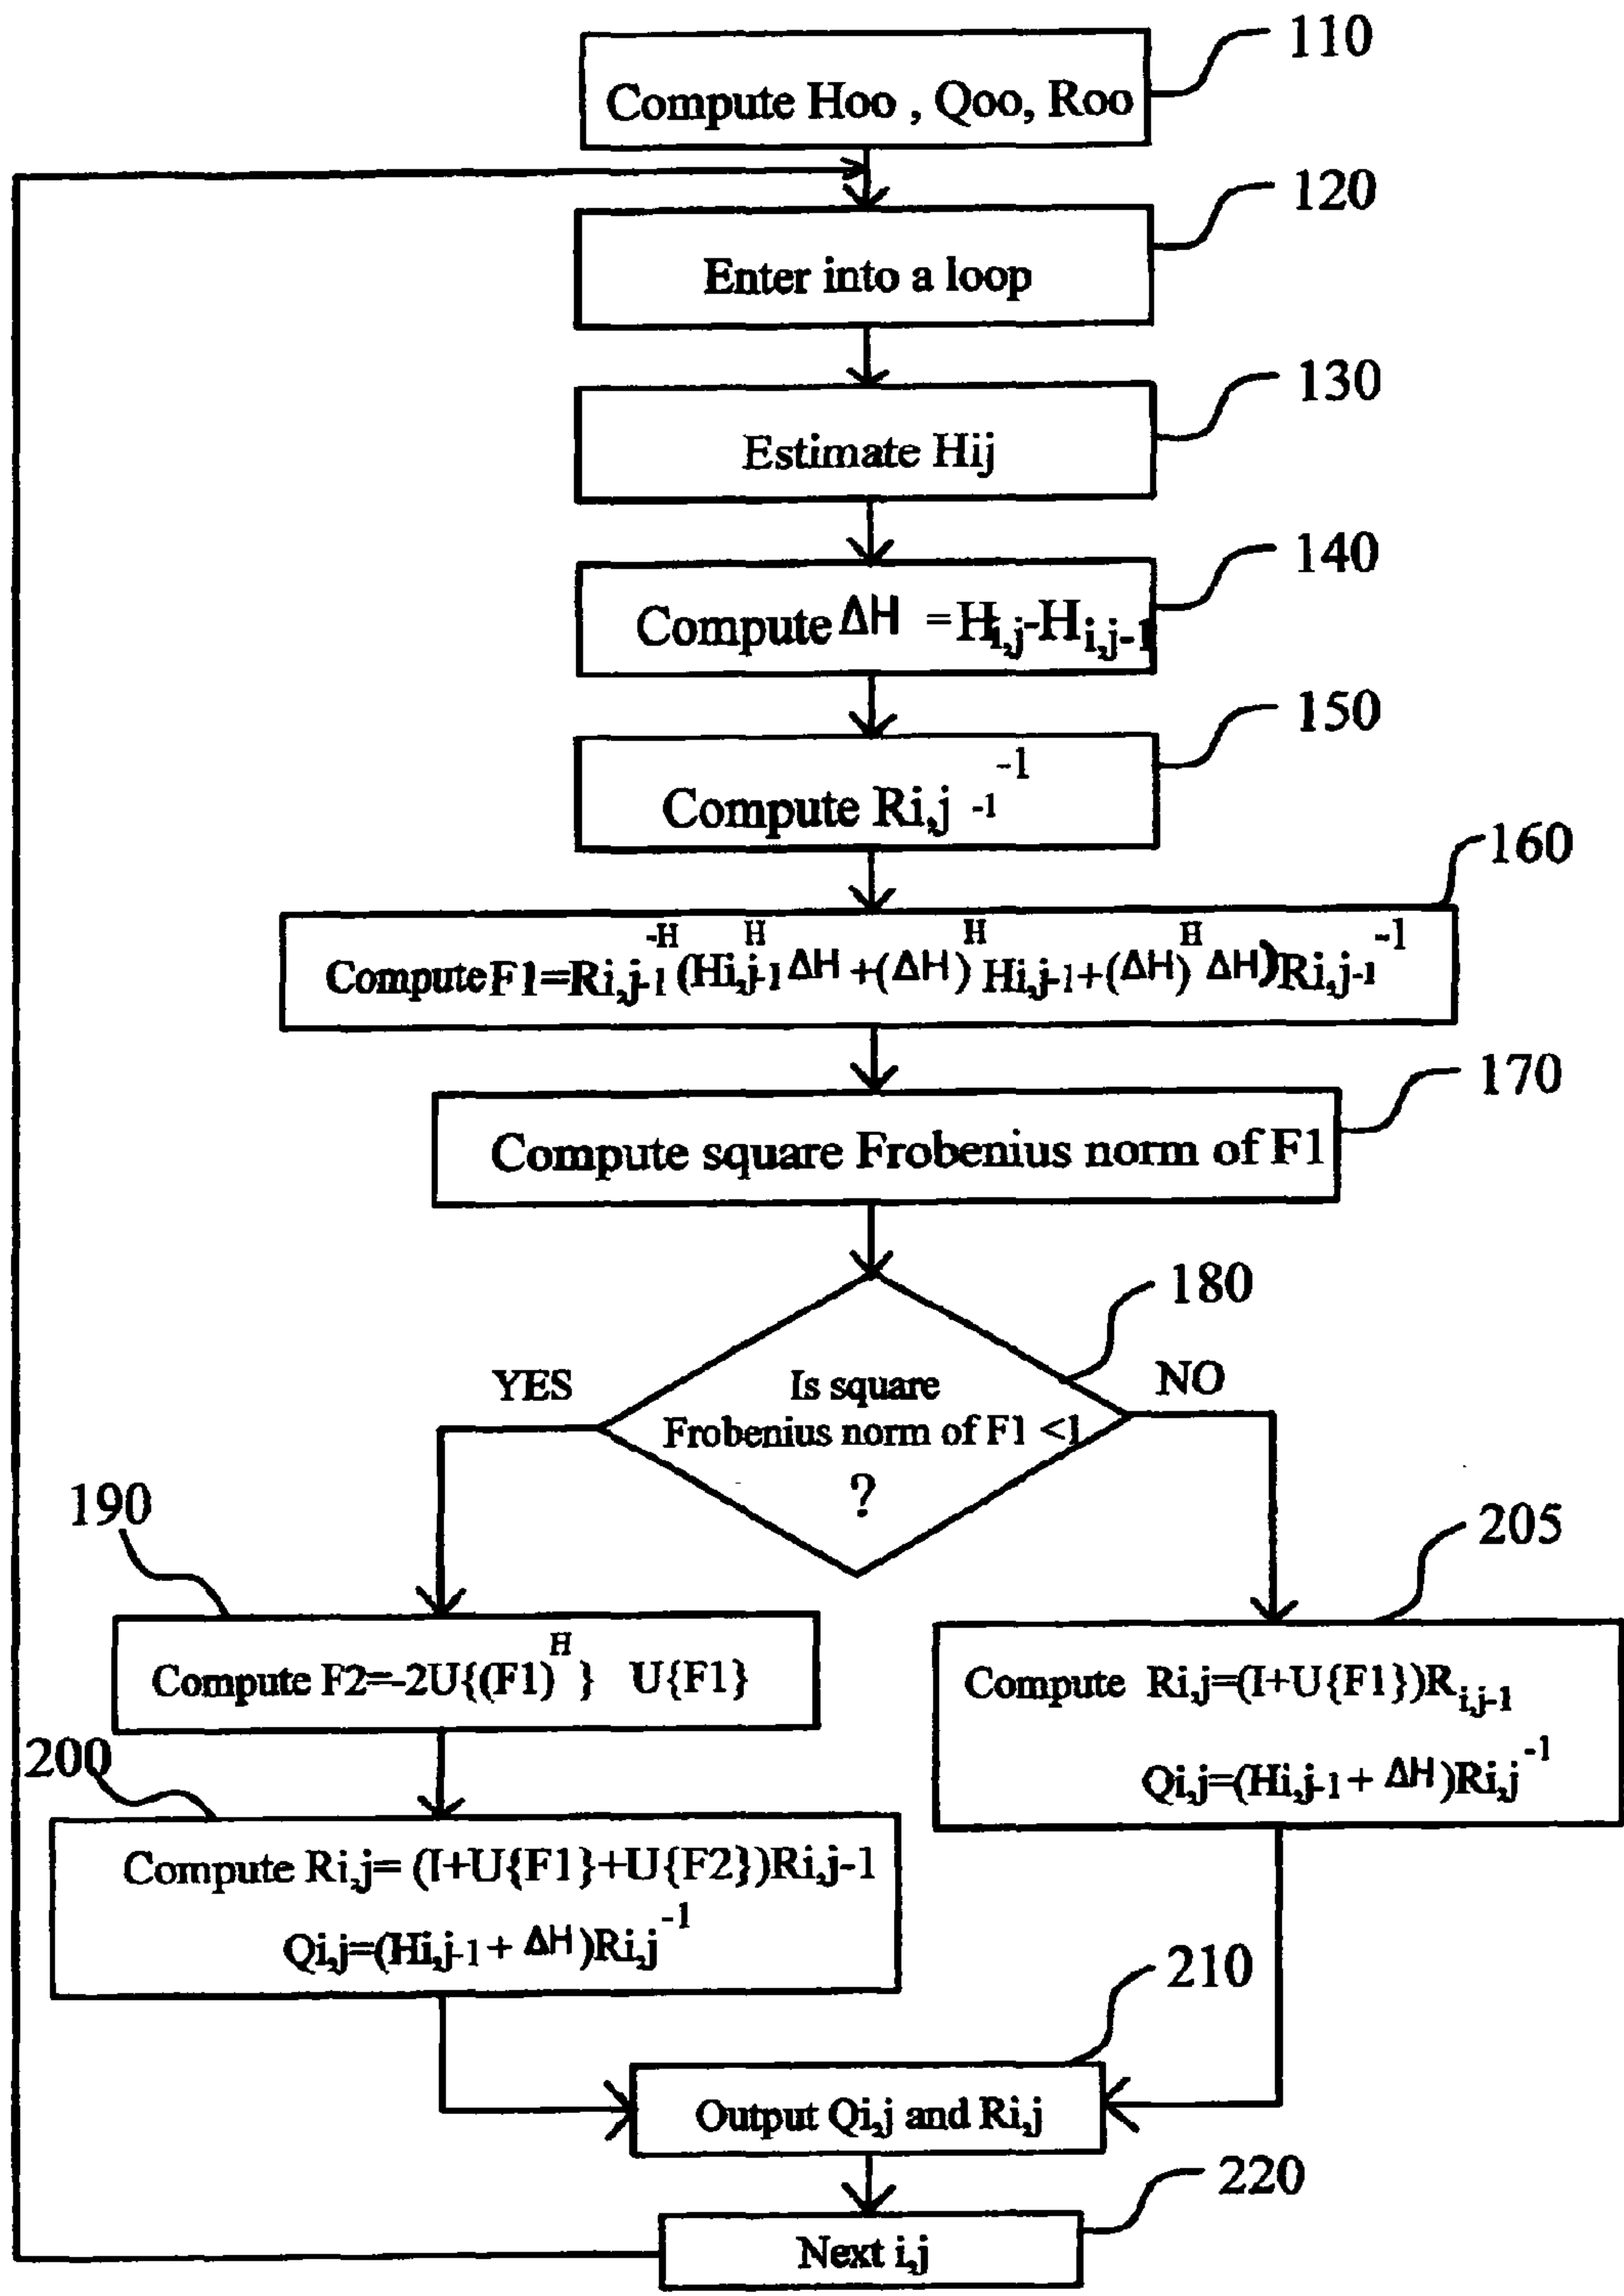 110
Compute Hoo , Qoo, Roo
120
Enter into a loop
130
Estimate Hij
140
Compute ΔH =H_{i,j}-H_{i,j-1}
150
Compute Ri,j -1^{-1}
160
Compute F1=Ri,j-1^{-H}(Hi,j-1^{H} ΔH +(ΔH)^{H} Hi,j-1+(ΔH)^{H} ΔH)Ri,j-1^{-1}
170
Compute square Frobenius norm of F1
180
YES
NO
Is square
Frobenius norm of F1 <1
?
190
205
Compute F2=-2U{(F1)^{H}} U{F1}
Compute Ri,j=(I+U{F1})R_{i,j-1}
Qi,j=(Hi,j-1+ ΔH)Ri,j^{-1}
200
Compute Ri,j= (I+U{F1}+U{F2})Ri,j-1
Qi,j=(Hi,j-1+ ΔH)Ri,j^{-1}
210
Output Qi,j and Ri,j
220
Next i,j